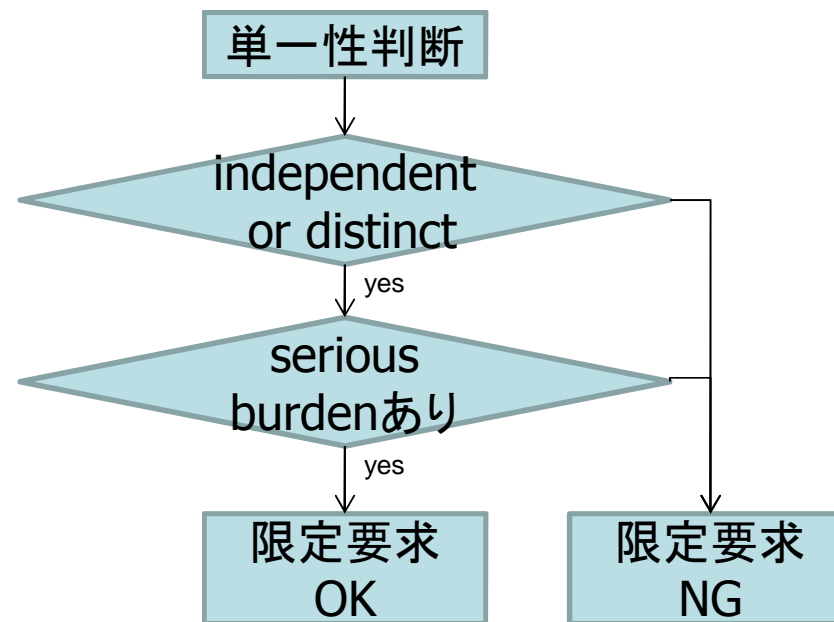 単一性判断
independent
or distinct
yes
serious
burdenあり
yes
限定要求
OK
限定要求
NG